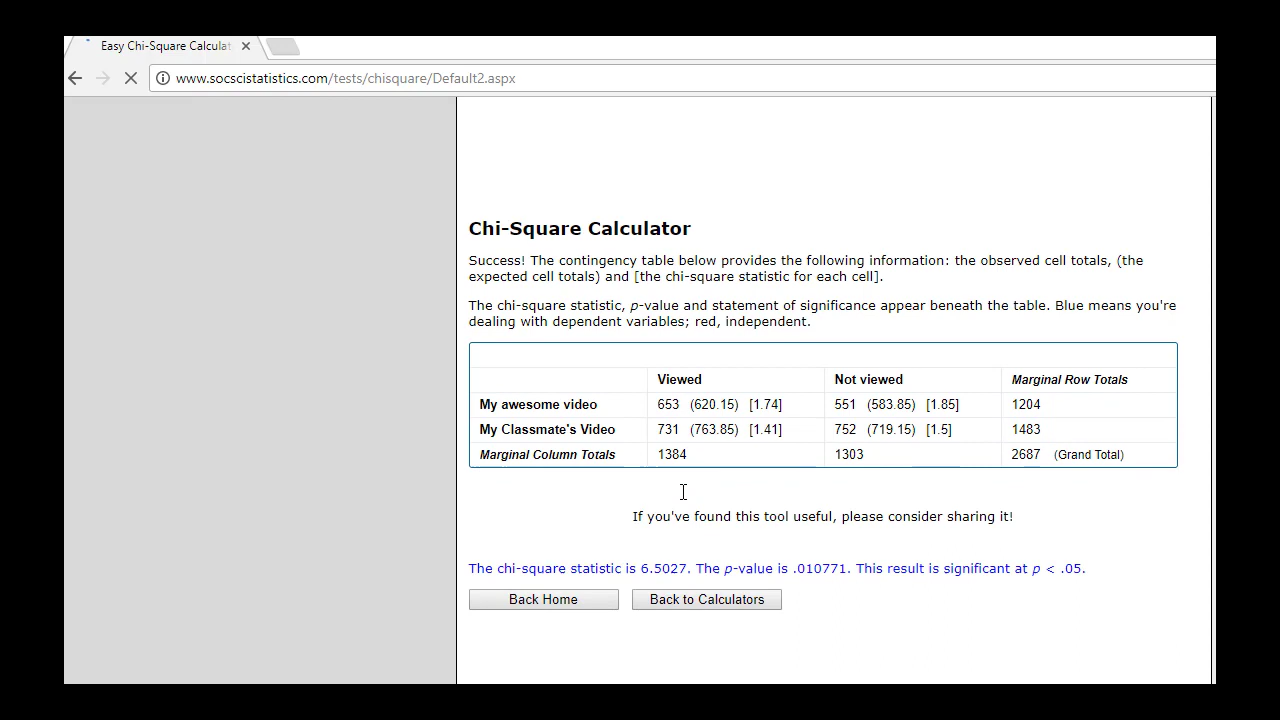 Easy Chi-Square Calculat
www.socscistatistics.com/tests/chisquare/Default2.aspx
Chi-Square Calculator
Success! The contingency table below provides the following information: the observed cell totals, (the
expected cell totals) and [the chi-square statistic for each cell].
The chi-square statistic, p-value and statement of significance appear beneath the table. Blue means you're
dealing with dependent variables; red, independent.
Viewed Not viewed Marginal Row Totals
My awesome video 653 (620.15) [1.74] 551 (583.85) [1.85] 1204
My Classmate's Video 731 (763.85) [1.41] 752 (719.15) [1.5] 1483
Marginal Column Totals 1384 1303 2687 (Grand Total)
If you've found this tool useful, please consider sharing it!
The chi-square statistic is 6.5027. The p-value is .010771. This result is significant at p < .05.
Back Home Back to Calculators